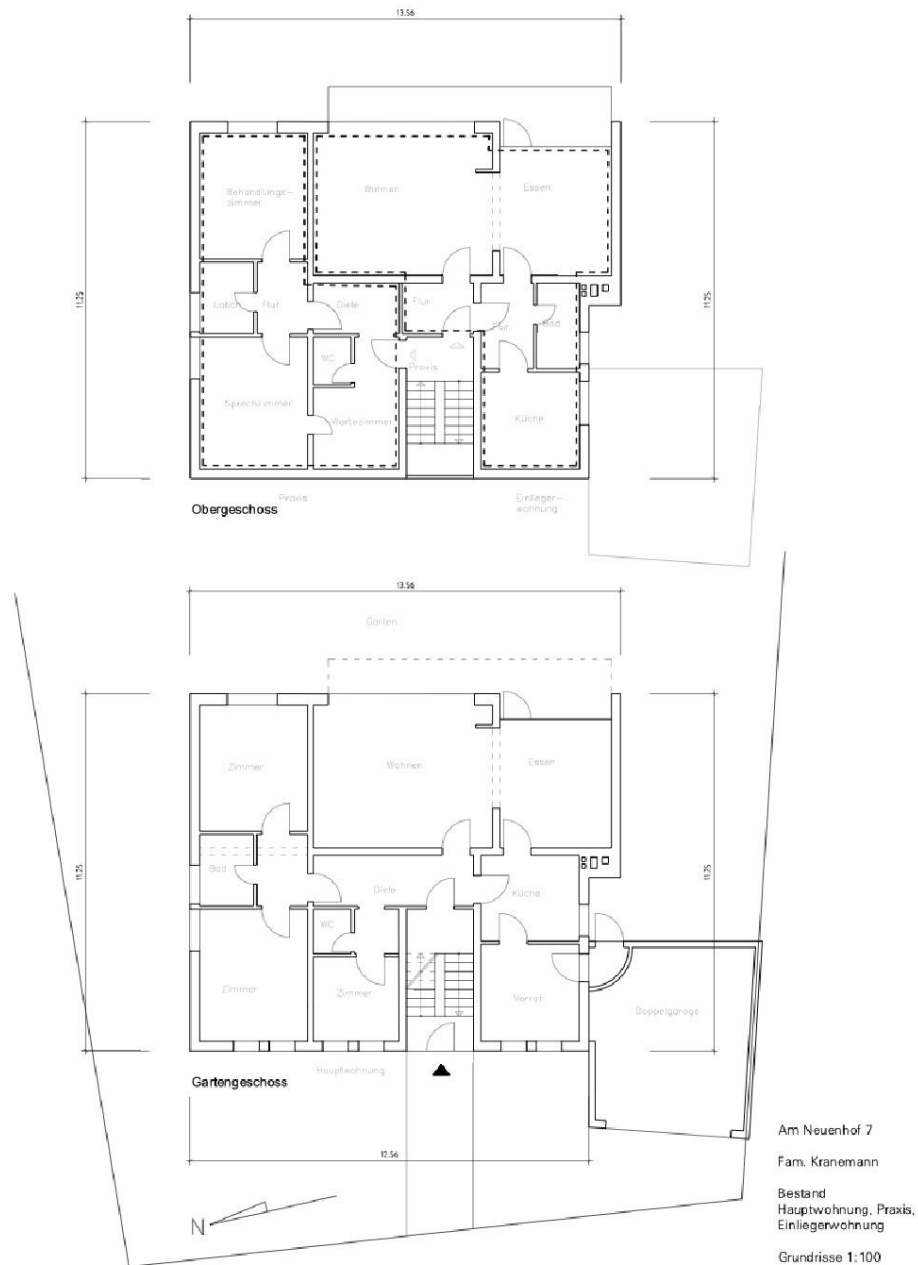 13.56
Behandlungs-
zimmer
Wohnen
Essen
11.25
11.25
Labor
Flur
Diele
Flur
Flur
Bad
WC
Praxis
Sprechzimmer
Wartezimmer
Küche
Praxis
Einlieger-
wohnung
Obergeschoss
13.56
Garten
Zimmer
Wohnen
Essen
11.25
11.25
Bad
Diele
Küche
WC
Zimmer
Zimmer
Vorrat
Doppelgarage
Hauptwohnung
Gartengeschoss
12.56
N
Am Neuenhof 7
Fam. Kranemann
Bestand
Hauptwohnung, Praxis,
Einliegerwohnung
Grundrisse 1:100